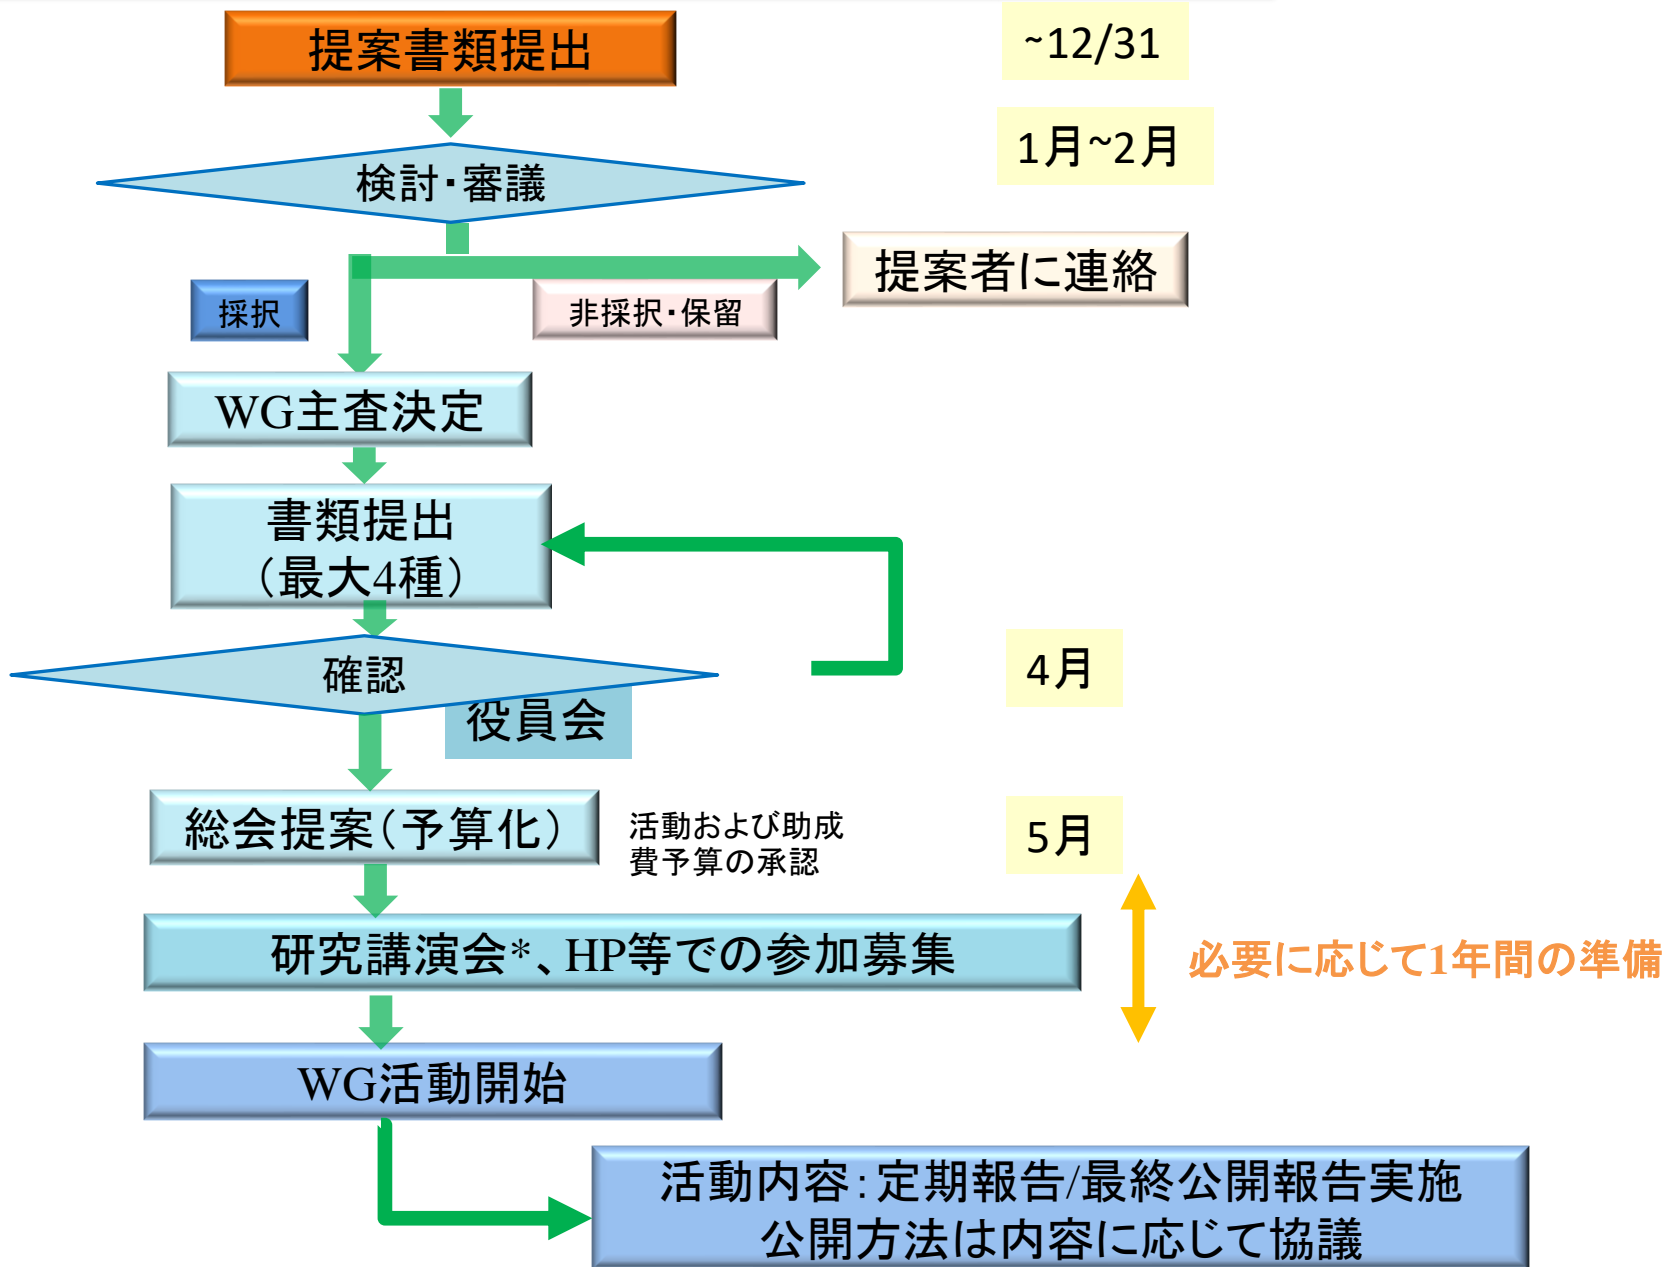 提案書類提出
~12/31
1月~2月
検討・審議
提案者に連絡
採択
非採択・保留
WG主査決定
書類提出
（最大4種）
確認
4月
役員会
総会提案（予算化）
活動および助成
費予算の承認
5月
研究講演会*、HP等での参加募集
必要に応じて1年間の準備
WG活動開始
活動内容：定期報告/最終公開報告実施
公開方法は内容に応じて協議